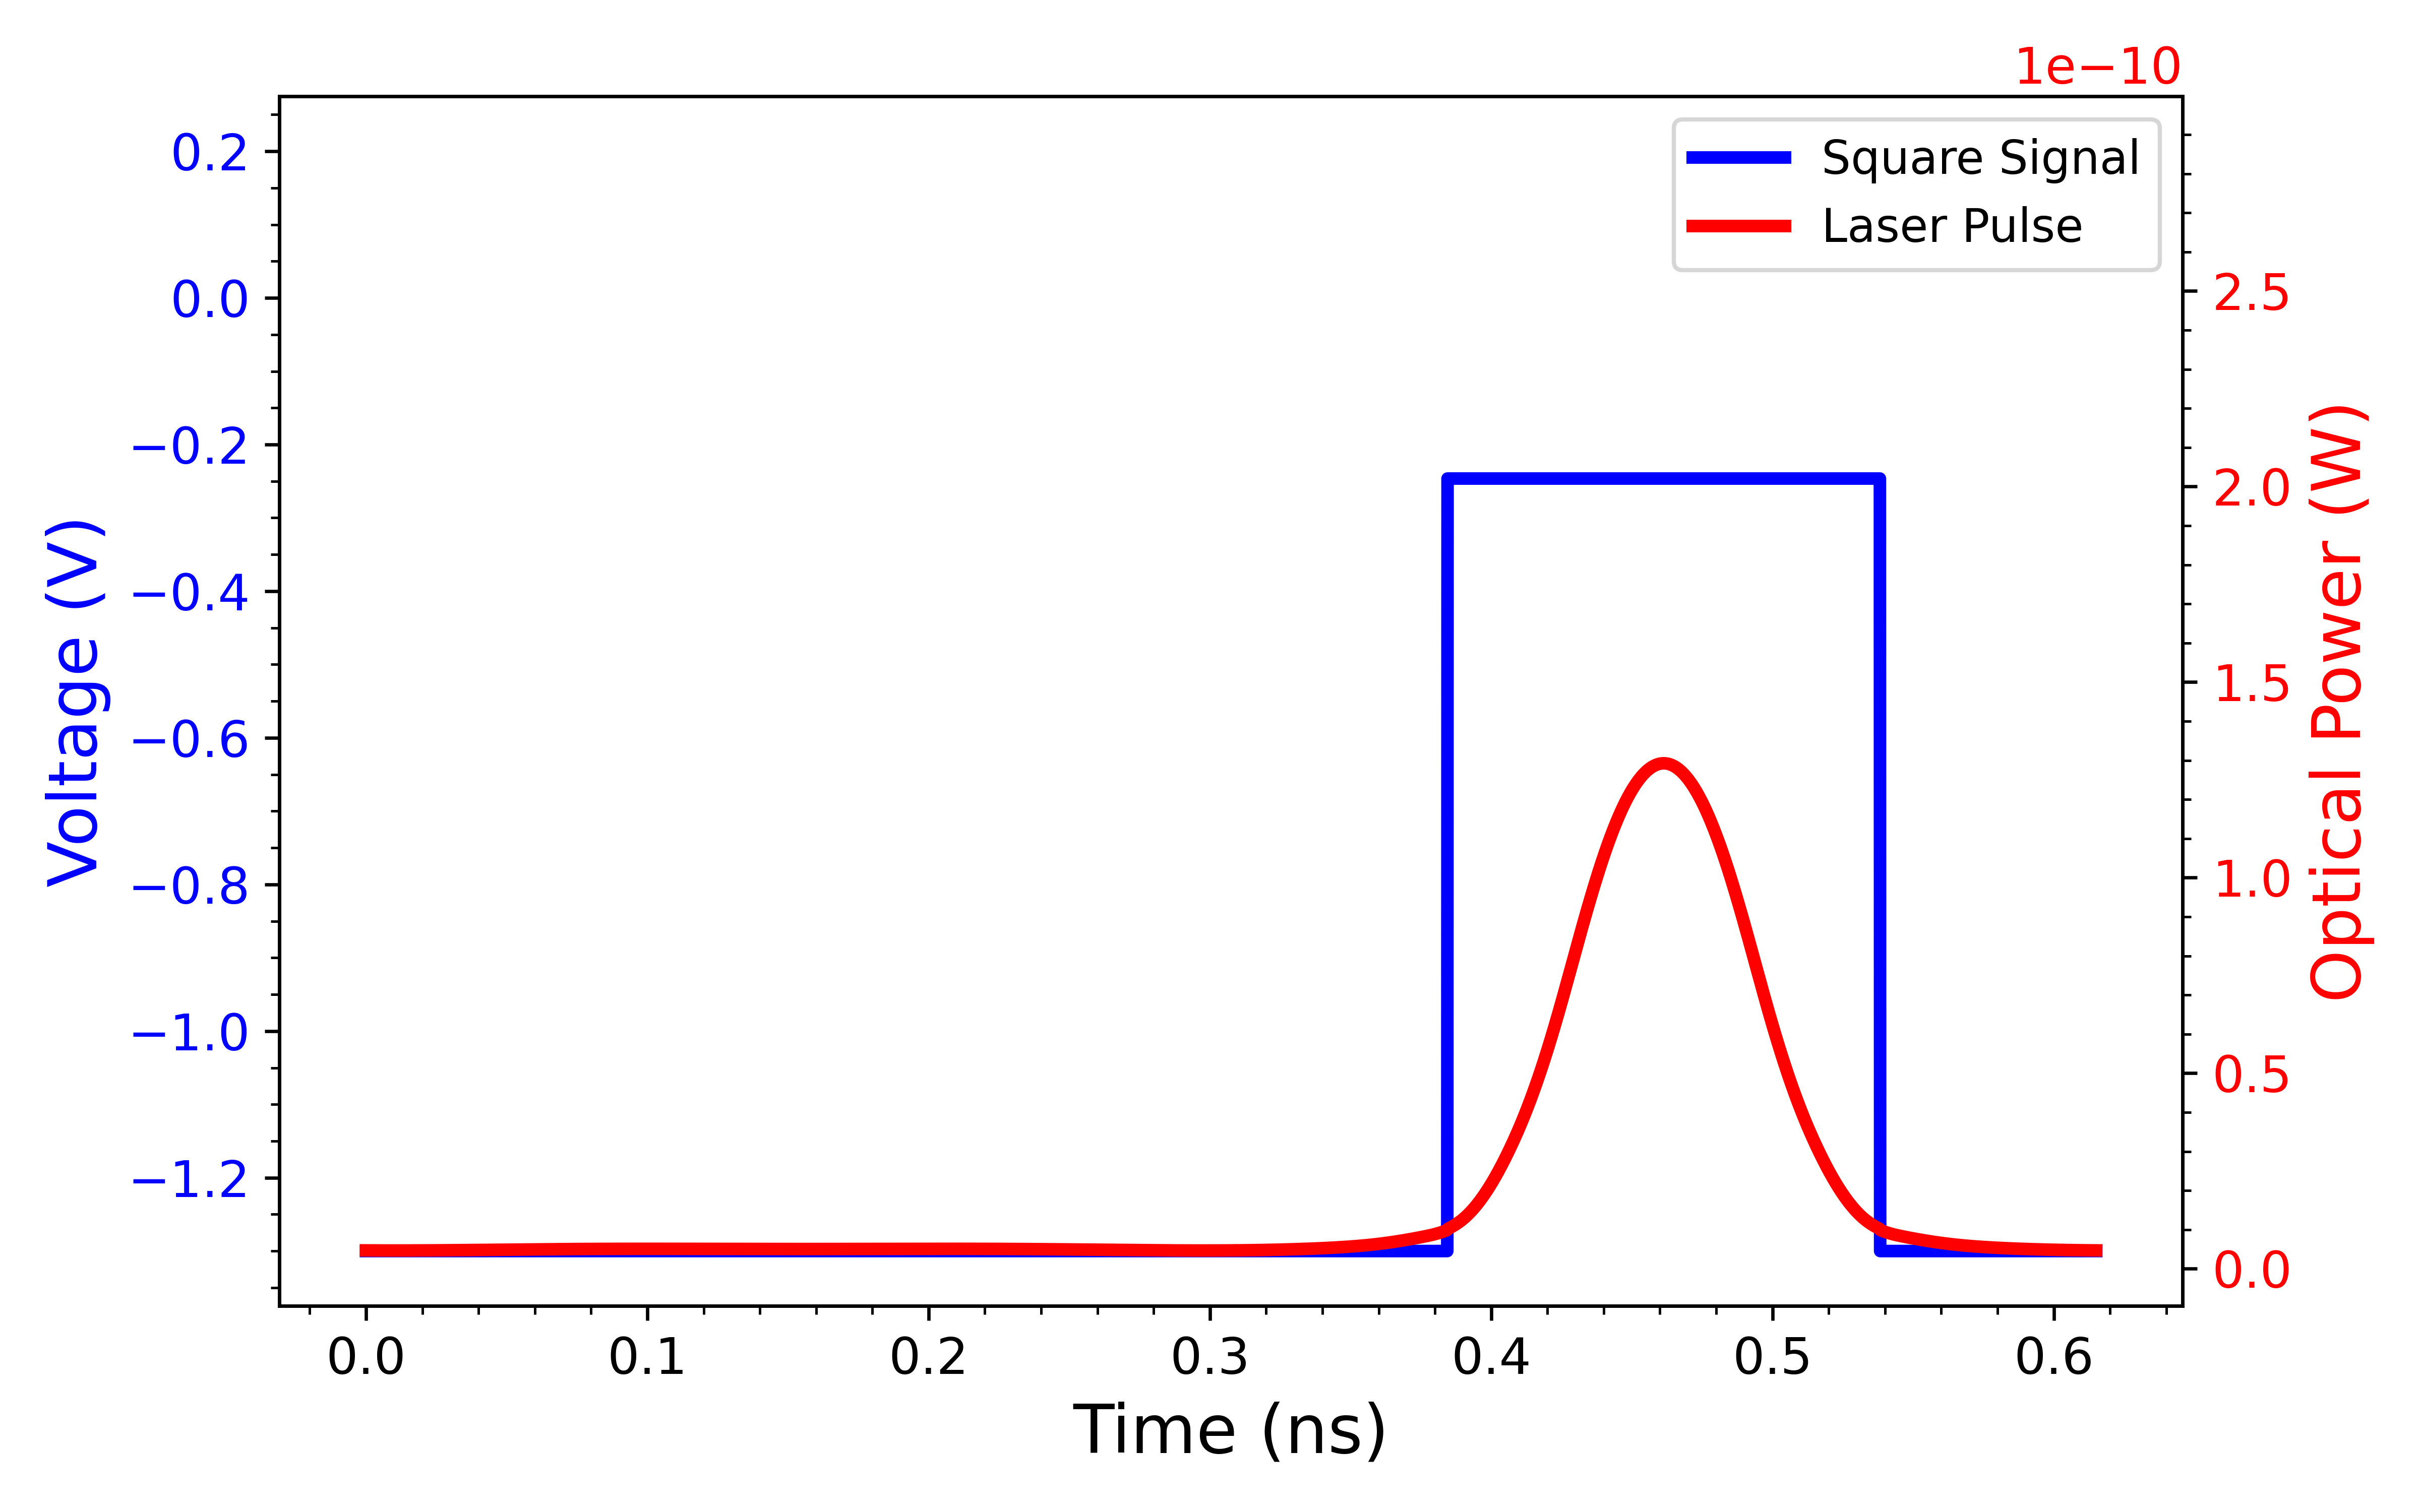 1e−10
Square Signal
Laser Pulse
Voltage (V)
0.2
0.0
−0.2
−0.4
−0.6
−0.8
−1.0
−1.2
2.5
2.0
1.5
1.0
0.5
0.0
Optical Power (W)
0.0 0.1 0.2 0.3 0.4 0.5 0.6
Time (ns)